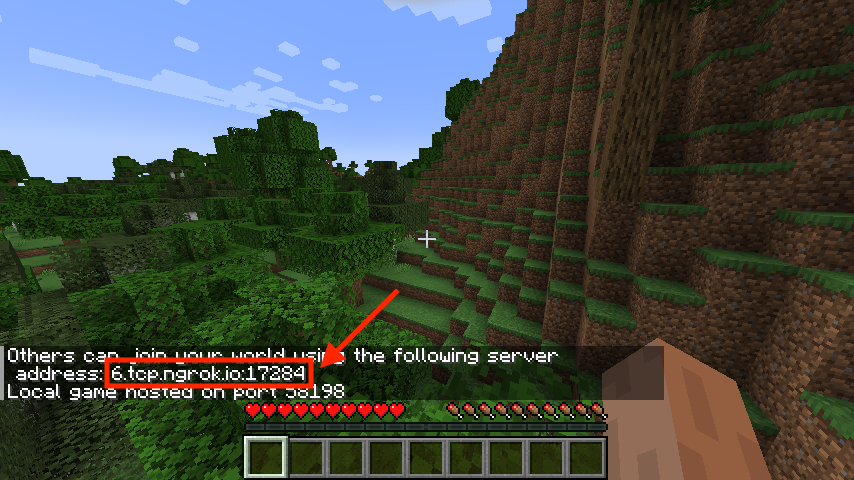 Others can join your world using the following server
address: 6.tcp.ngrok.io:17284
Local game hosted on port 58198